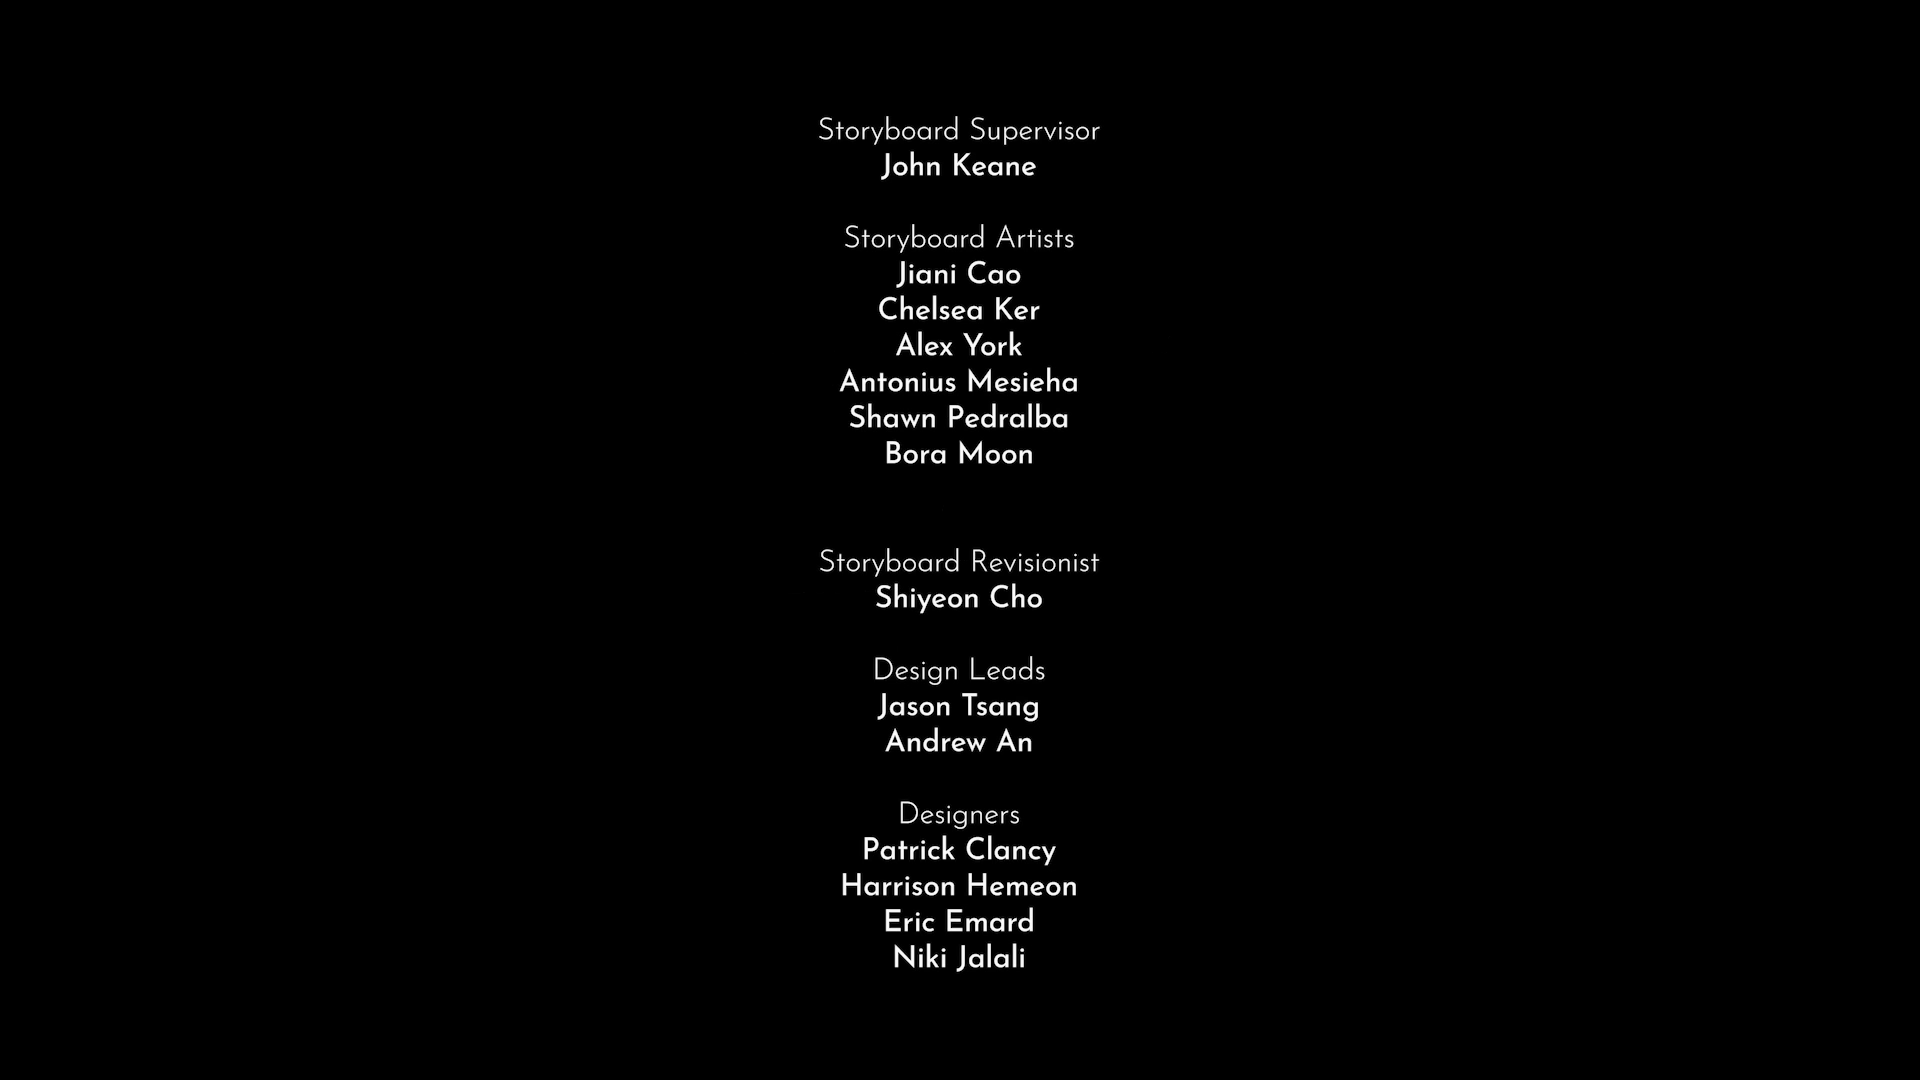 Storyboard Supervisor
John Keane
Storyboard Artists
Jiani Cao
Chelsea Ker
Alex York
Antonius Mesieha
Shawn Pedralba
Bora Moon
Storyboard Revisionist
Shiyeon Cho
Design Leads
Jason Tsang
Andrew An
Designers
Patrick Clancy
Harrison Hemeon
Eric Emard
Niki Jalali